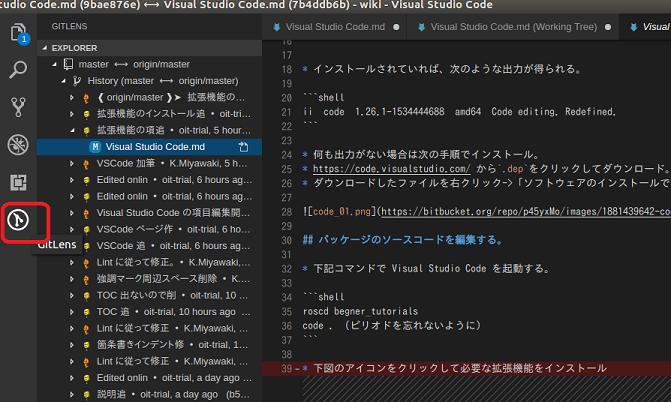 tudio Code.md (9bae876e) ⟷ Visual Studio Code.md (7b4ddb6b) - wiki - Visual Studio Code
GITLENS
Visual Studio Code.md
Visual Studio Code.md (Working Tree)
Visual
1
EXPLORER
master ⟷ origin/master
History (master ⟷ origin/master)
❰ origin/master ❱➤ 拡張機能の...
拡張機能のインストール追 • oit-tri...
拡張機能の項追 • oit-trial, 5 hour...
Visual Studio Code.md
VSCode 加筆 • K.Miyawaki, 5 h...
Edited onlin • oit-trial, 6 hours ag...
Edited onlin • oit-trial, 6 hours ag...
Visual Studio Code の項目編集開...
VSCode ページ作 • oit-trial, 6 ho...
VSCode 追 • oit-trial, 6 hours ag...
Lint に従って修正。 • K.Miyawaki,...
強調マーク周辺スペース削除 • K....
TOC 出ないので削 • oit-trial, 10 ...
TOC 追 • oit-trial, 10 hours ago ...
Lint に従って修正 • K.Miyawaki, ...
箇条書きインデント修 • oit-trial, 1...
Lint に従って修正 • K.Miyawaki, ...
Edited onlin • oit-trial, a day ago ...
説明追 • oit-trial, a day ago (b5...
GitLens
16
17
18 * インストールされていれば、次のような出力が得られる。
19
20 ```shell
21 ii code 1.26.1-1534444688 amd64 Code editing. Redefined.
22 ```
23
24 * 何も出力がない場合は次の手順でインストール。
25 * https://code.visualstudio.com/ から`.dep`をクリックしてダウンロード。
26 * ダウンロードしたファイルを右クリック->「ソフトウェアのインストールで
27
28 ![code_01.png](https://bitbucket.org/repo/p45yxMo/images/1881439642-co
29
30 ## パッケージのソースコードを編集する。
31
32 * 下記コマンドで Visual Studio Code を起動する。
33
34 ```shell
35 roscd begner_tutorials
36 code . （ピリオドを忘れないように）
37 ```
38
39 - * 下図のアイコンをクリックして必要な拡張機能をインストール